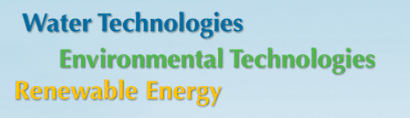 Water Technologies
Environmental Technologies
Renewable Energy